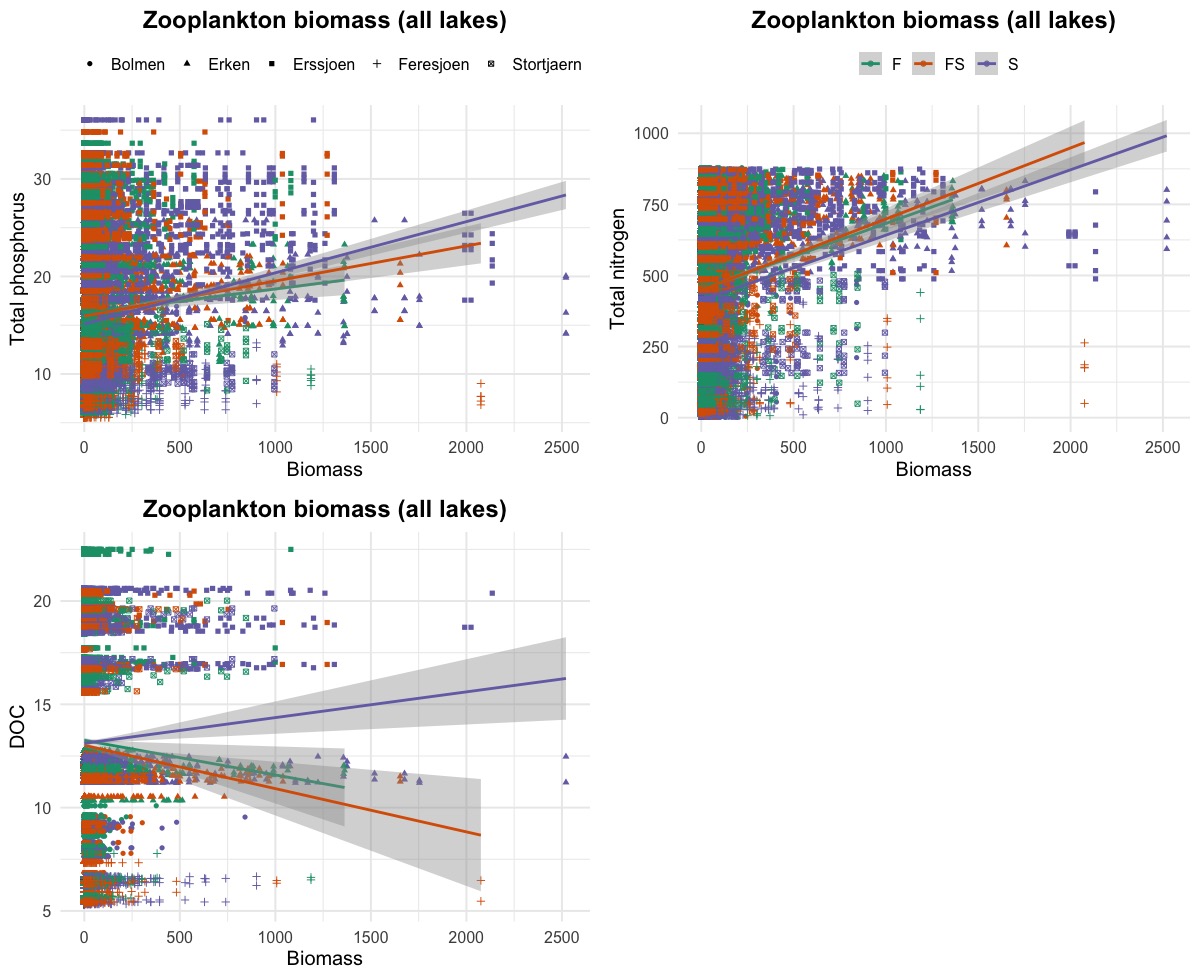 Zooplankton biomass (all lakes)
Bolmen Erken Erssjoen Feresjoen Stortjaern
Total phosphorus
30
20
10
0 500 1000 1500 2000 2500
Biomass
Zooplankton biomass (all lakes)
F FS S
Total nitrogen
1000
750
500
250
0
0 500 1000 1500 2000 2500
Biomass
Zooplankton biomass (all lakes)
DOC
20
15
10
5
0 500 1000 1500 2000 2500
Biomass